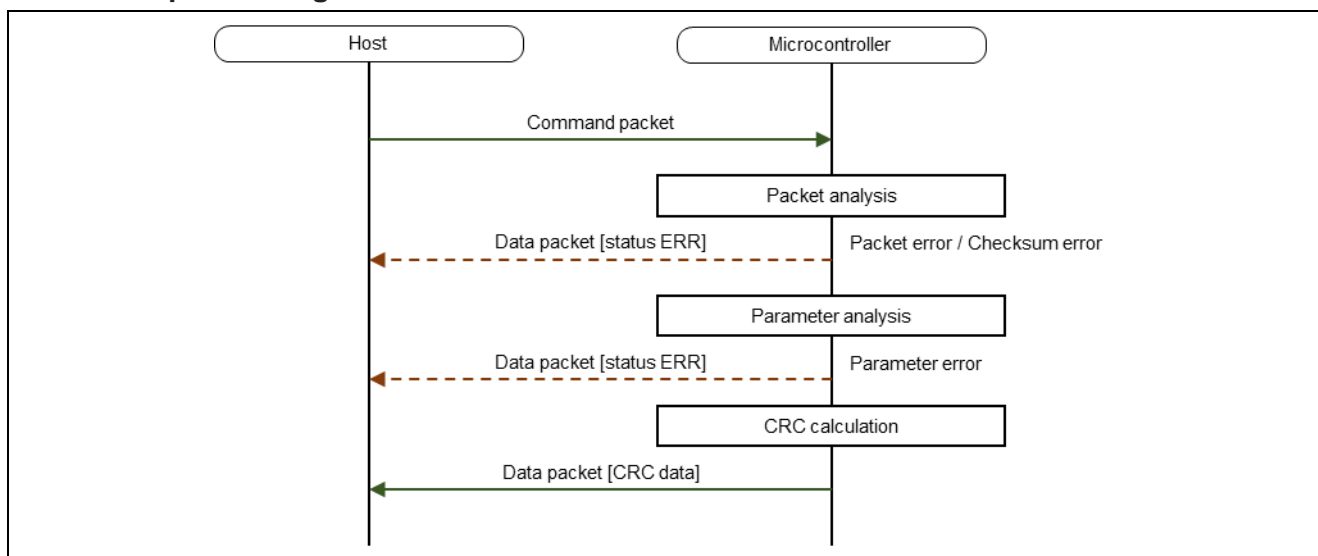 Host
Microcontroller
Command packet
Packet analysis
Data packet [status ERR]
Packet error / Checksum error
Parameter analysis
Data packet [status ERR]
Parameter error
CRC calculation
Data packet [CRC data]